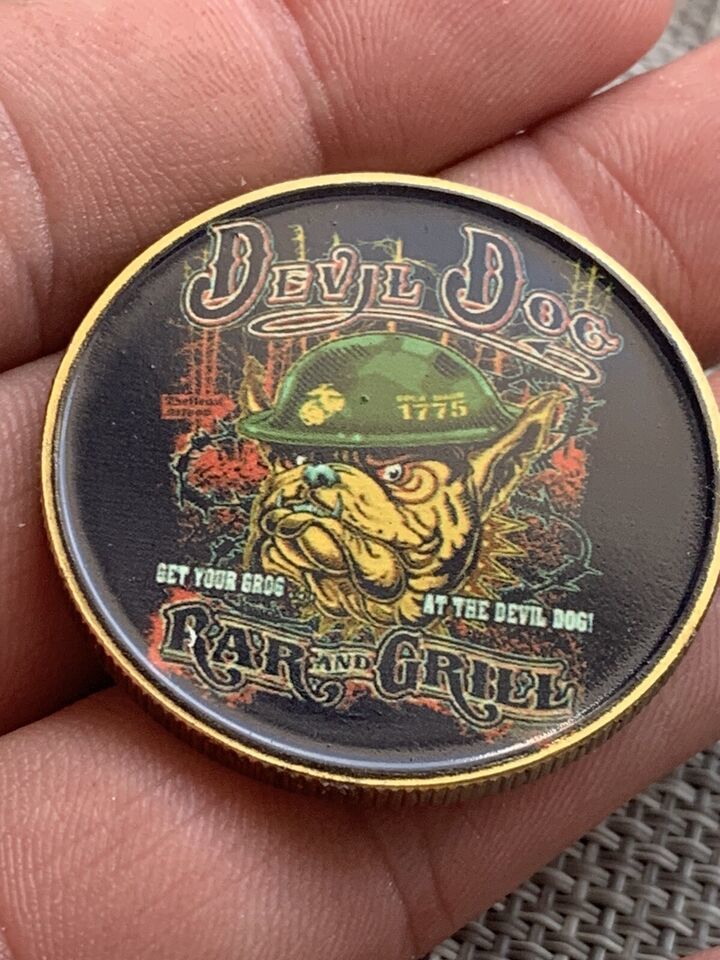 DEVIL DOG
1775
GET YOUR GROG
AT THE DEVIL DOG!
BAR AND GRILL